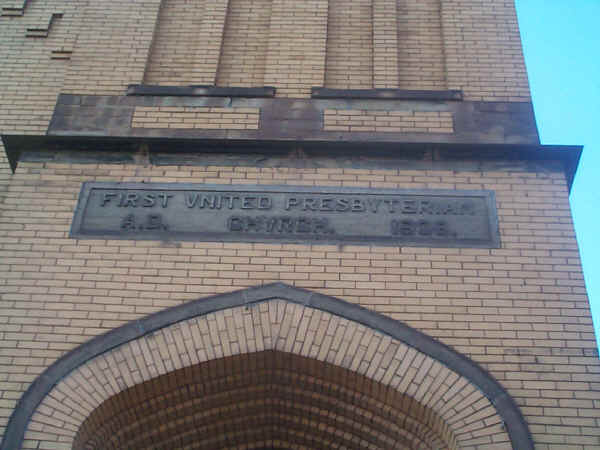 FIRST VNITED PRESBYTERIAN
A.D. CHVRCH.